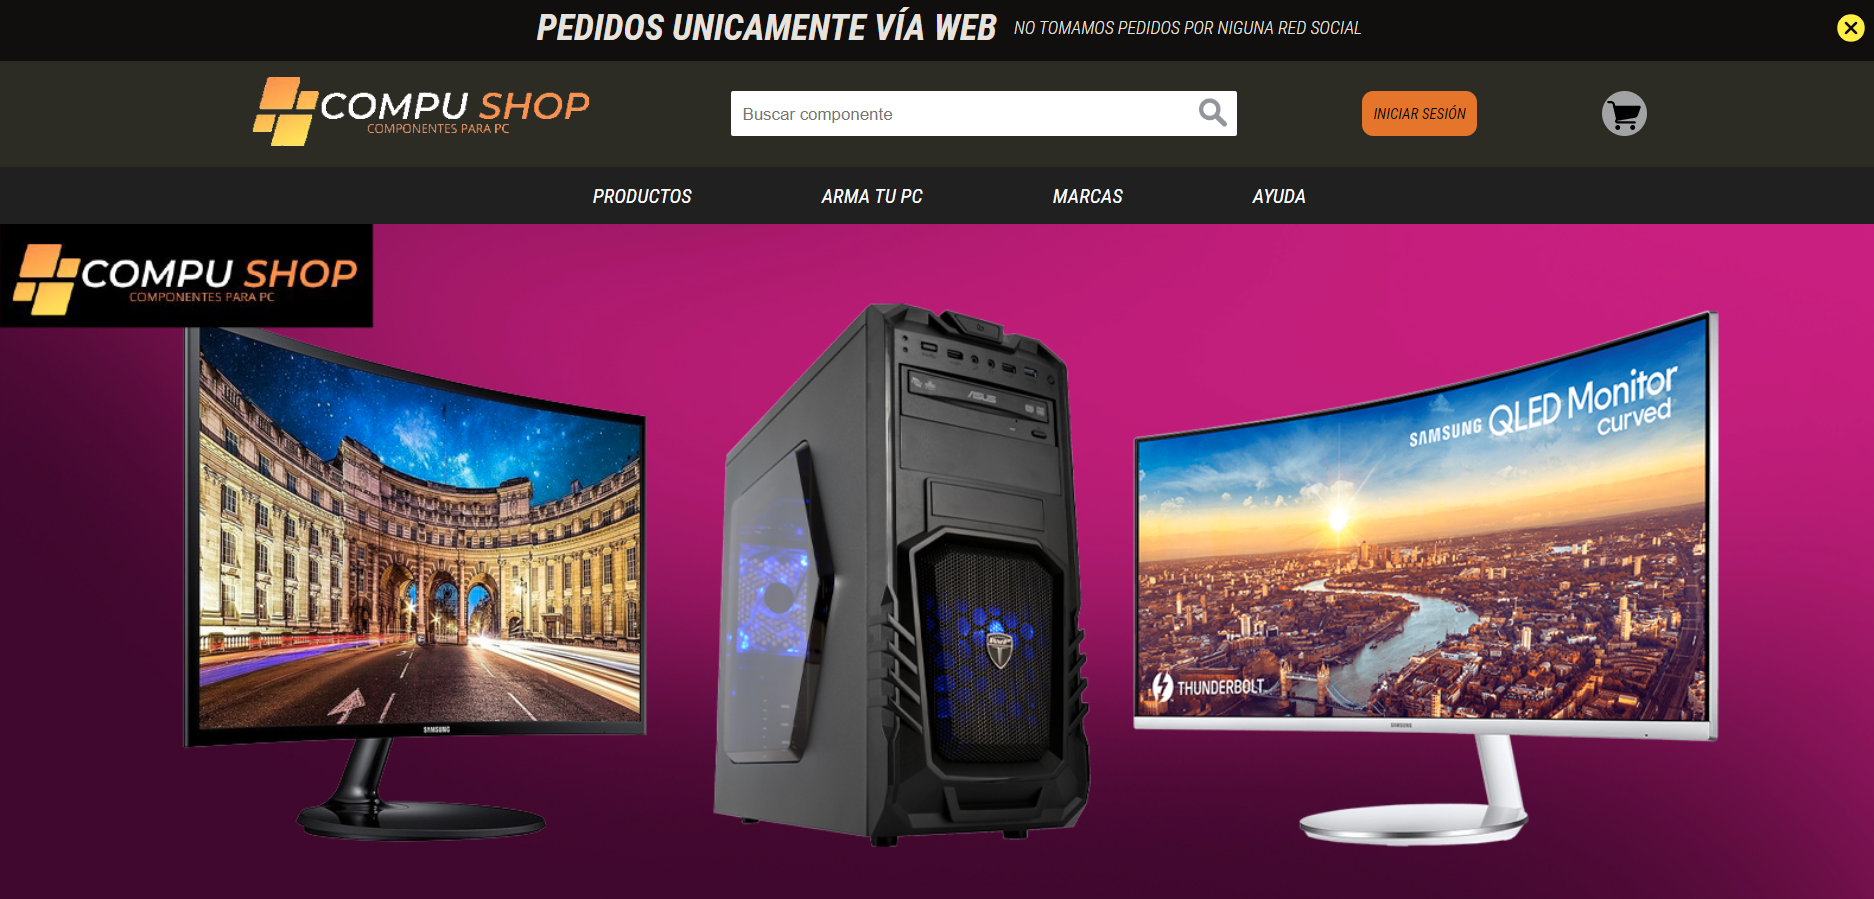 PEDIDOS UNICAMENTE VÍA WEB NO TOMAMOS PEDIDOS POR NIGUNA RED SOCIAL
COMPU SHOP
COMPONENTES PARA PC
Buscar componente
INICIAR SESIÓN
PRODUCTOS ARMA TU PC MARCAS AYUDA
COMPU SHOP
COMPONENTES PARA PC
ASUS
SAMSUNG QLED Monitor
curved
THUNDERBOLT
SAMSUNG
SAMSUNG